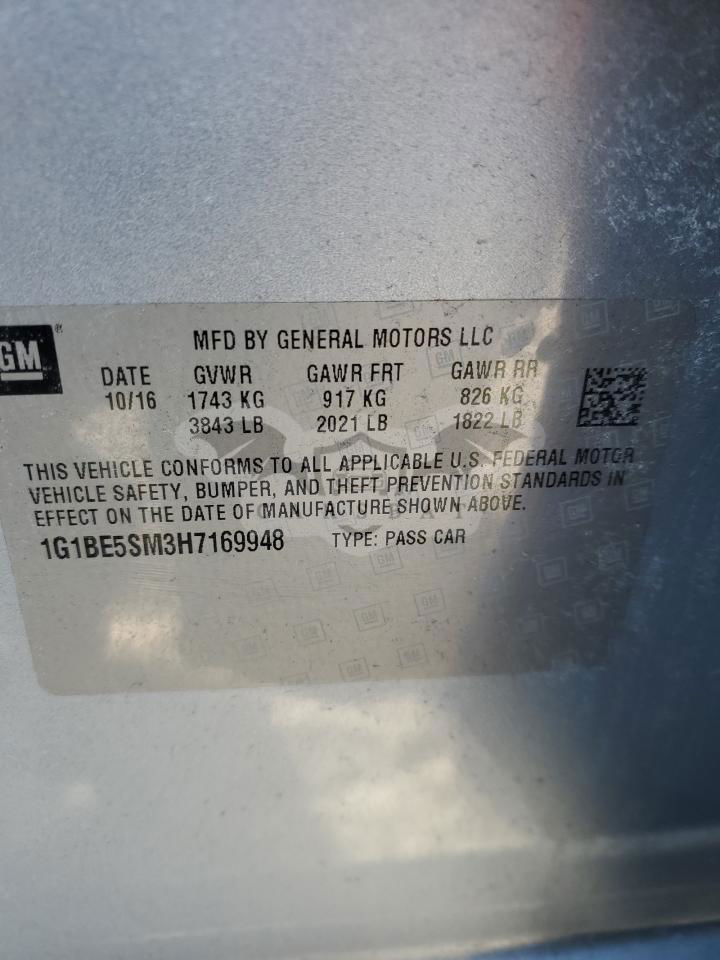 GM®
MFD BY GENERAL MOTORS LLC
DATE GVWR GAWR FRT GAWR RR
10/16 1743 KG 917 KG 826 KG
3843 LB 2021 LB 1822 LB
THIS VEHICLE CONFORMS TO ALL APPLICABLE U.S. FEDERAL MOTOR
VEHICLE SAFETY, BUMPER, AND THEFT PREVENTION STANDARDS IN
EFFECT ON THE DATE OF MANUFACTURE SHOWN ABOVE.
1G1BE5SM3H7169948 TYPE: PASS CAR